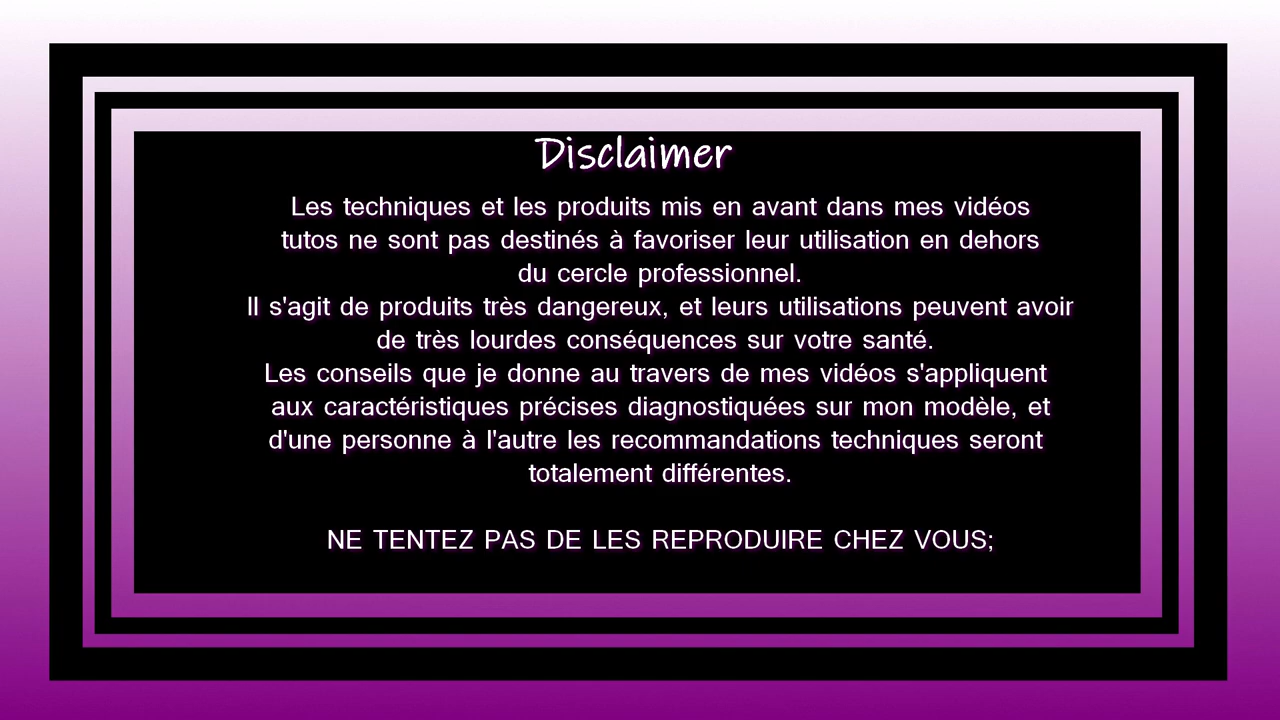 Disclaimer
Les techniques et les produits mis en avant dans mes vidéos
tutos ne sont pas destinés à favoriser leur utilisation en dehors
du cercle professionnel.
Il s'agit de produits très dangereux, et leurs utilisations peuvent avoir
de très lourdes conséquences sur votre santé.
Les conseils que je donne au travers de mes vidéos s'appliquent
aux caractéristiques précises diagnostiquées sur mon modèle, et
d'une personne à l'autre les recommandations techniques seront
totalement différentes.
NE TENTEZ PAS DE LES REPRODUIRE CHEZ VOUS;